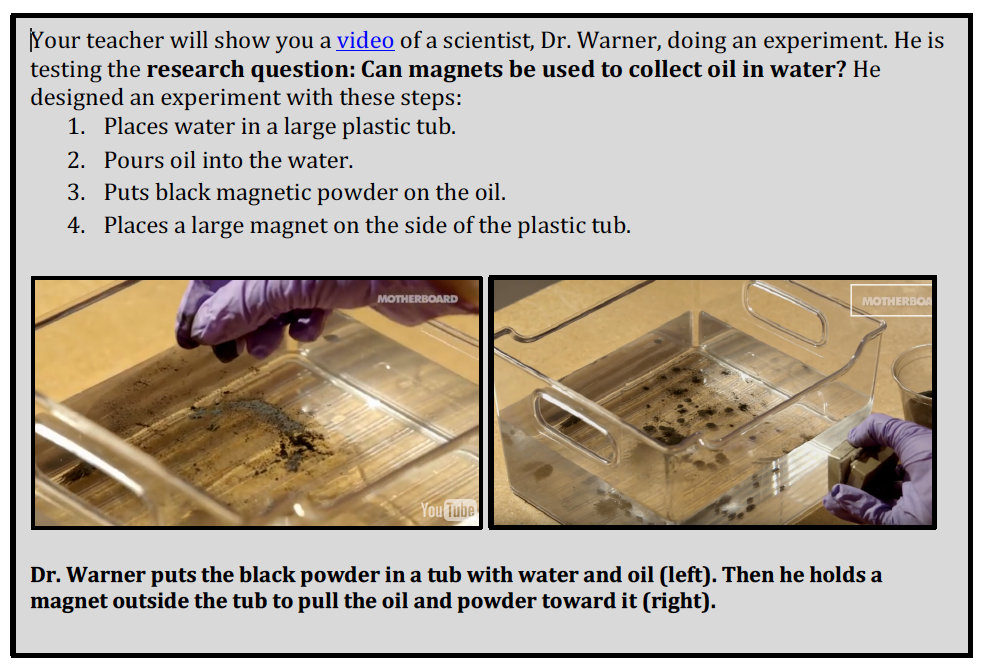 Your teacher will show you a video of a scientist, Dr. Warner, doing an experiment. He is
testing the research question: Can magnets be used to collect oil in water? He
designed an experiment with these steps:
1. Places water in a large plastic tub.
2. Pours oil into the water.
3. Puts black magnetic powder on the oil.
4. Places a large magnet on the side of the plastic tub.
MOTHERBOARD
YouTube
MOTHERBOA
Dr. Warner puts the black powder in a tub with water and oil (left). Then he holds a
magnet outside the tub to pull the oil and powder toward it (right).